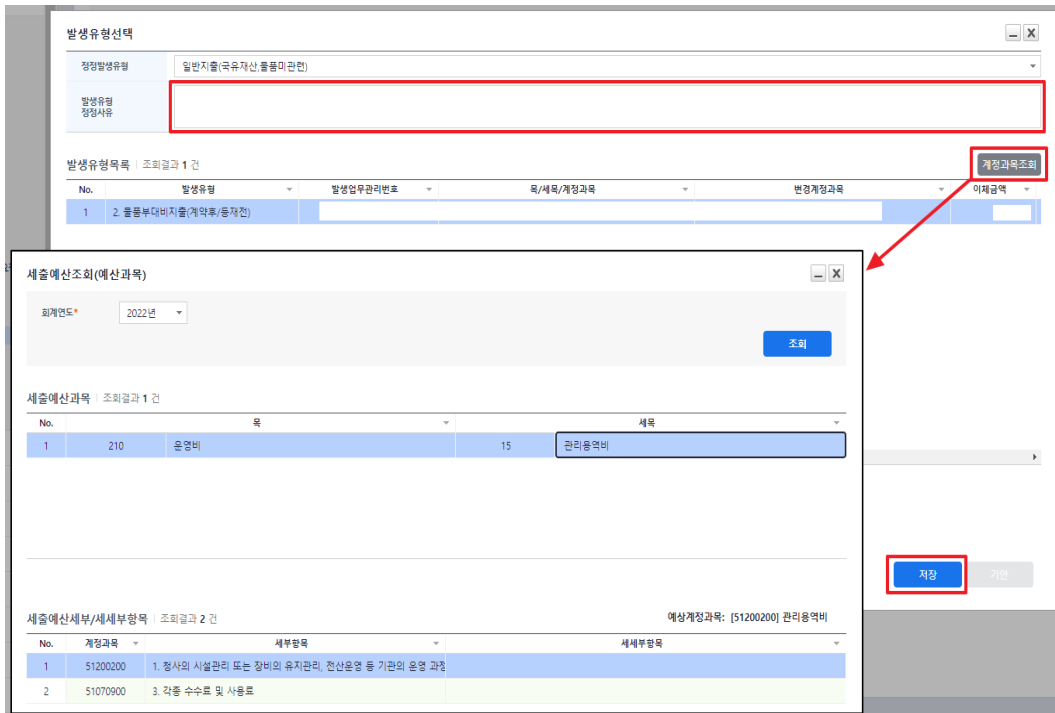 발생유형선택
정정발생유형 일반지출(국유재산,물품미관련)
발생유형
정정사유
발생유형목록 조회결과 1 건 계정과목조회
No. 발생유형 발생업무관리번호 목/세목/계정과목 변경계정과목 이체금액
1 2. 물품부대비지출(계약후/등재전)
세출예산조회(예산과목)
회계연도* 2022년
조회
세출예산과목 조회결과 1 건
No. 목 세목
1 210 운영비 15 관리용역비
저장 기안
세출예산세부/세세부항목 조회결과 2 건 예상계정과목: [51200200] 관리용역비
No. 계정과목 세부항목 세세부항목
1 51200200 1. 청사의 시설관리 또는 장비의 유지관리, 전산운영 등 기관의 운영 과정
2 51070900 3. 각종 수수료 및 사용료